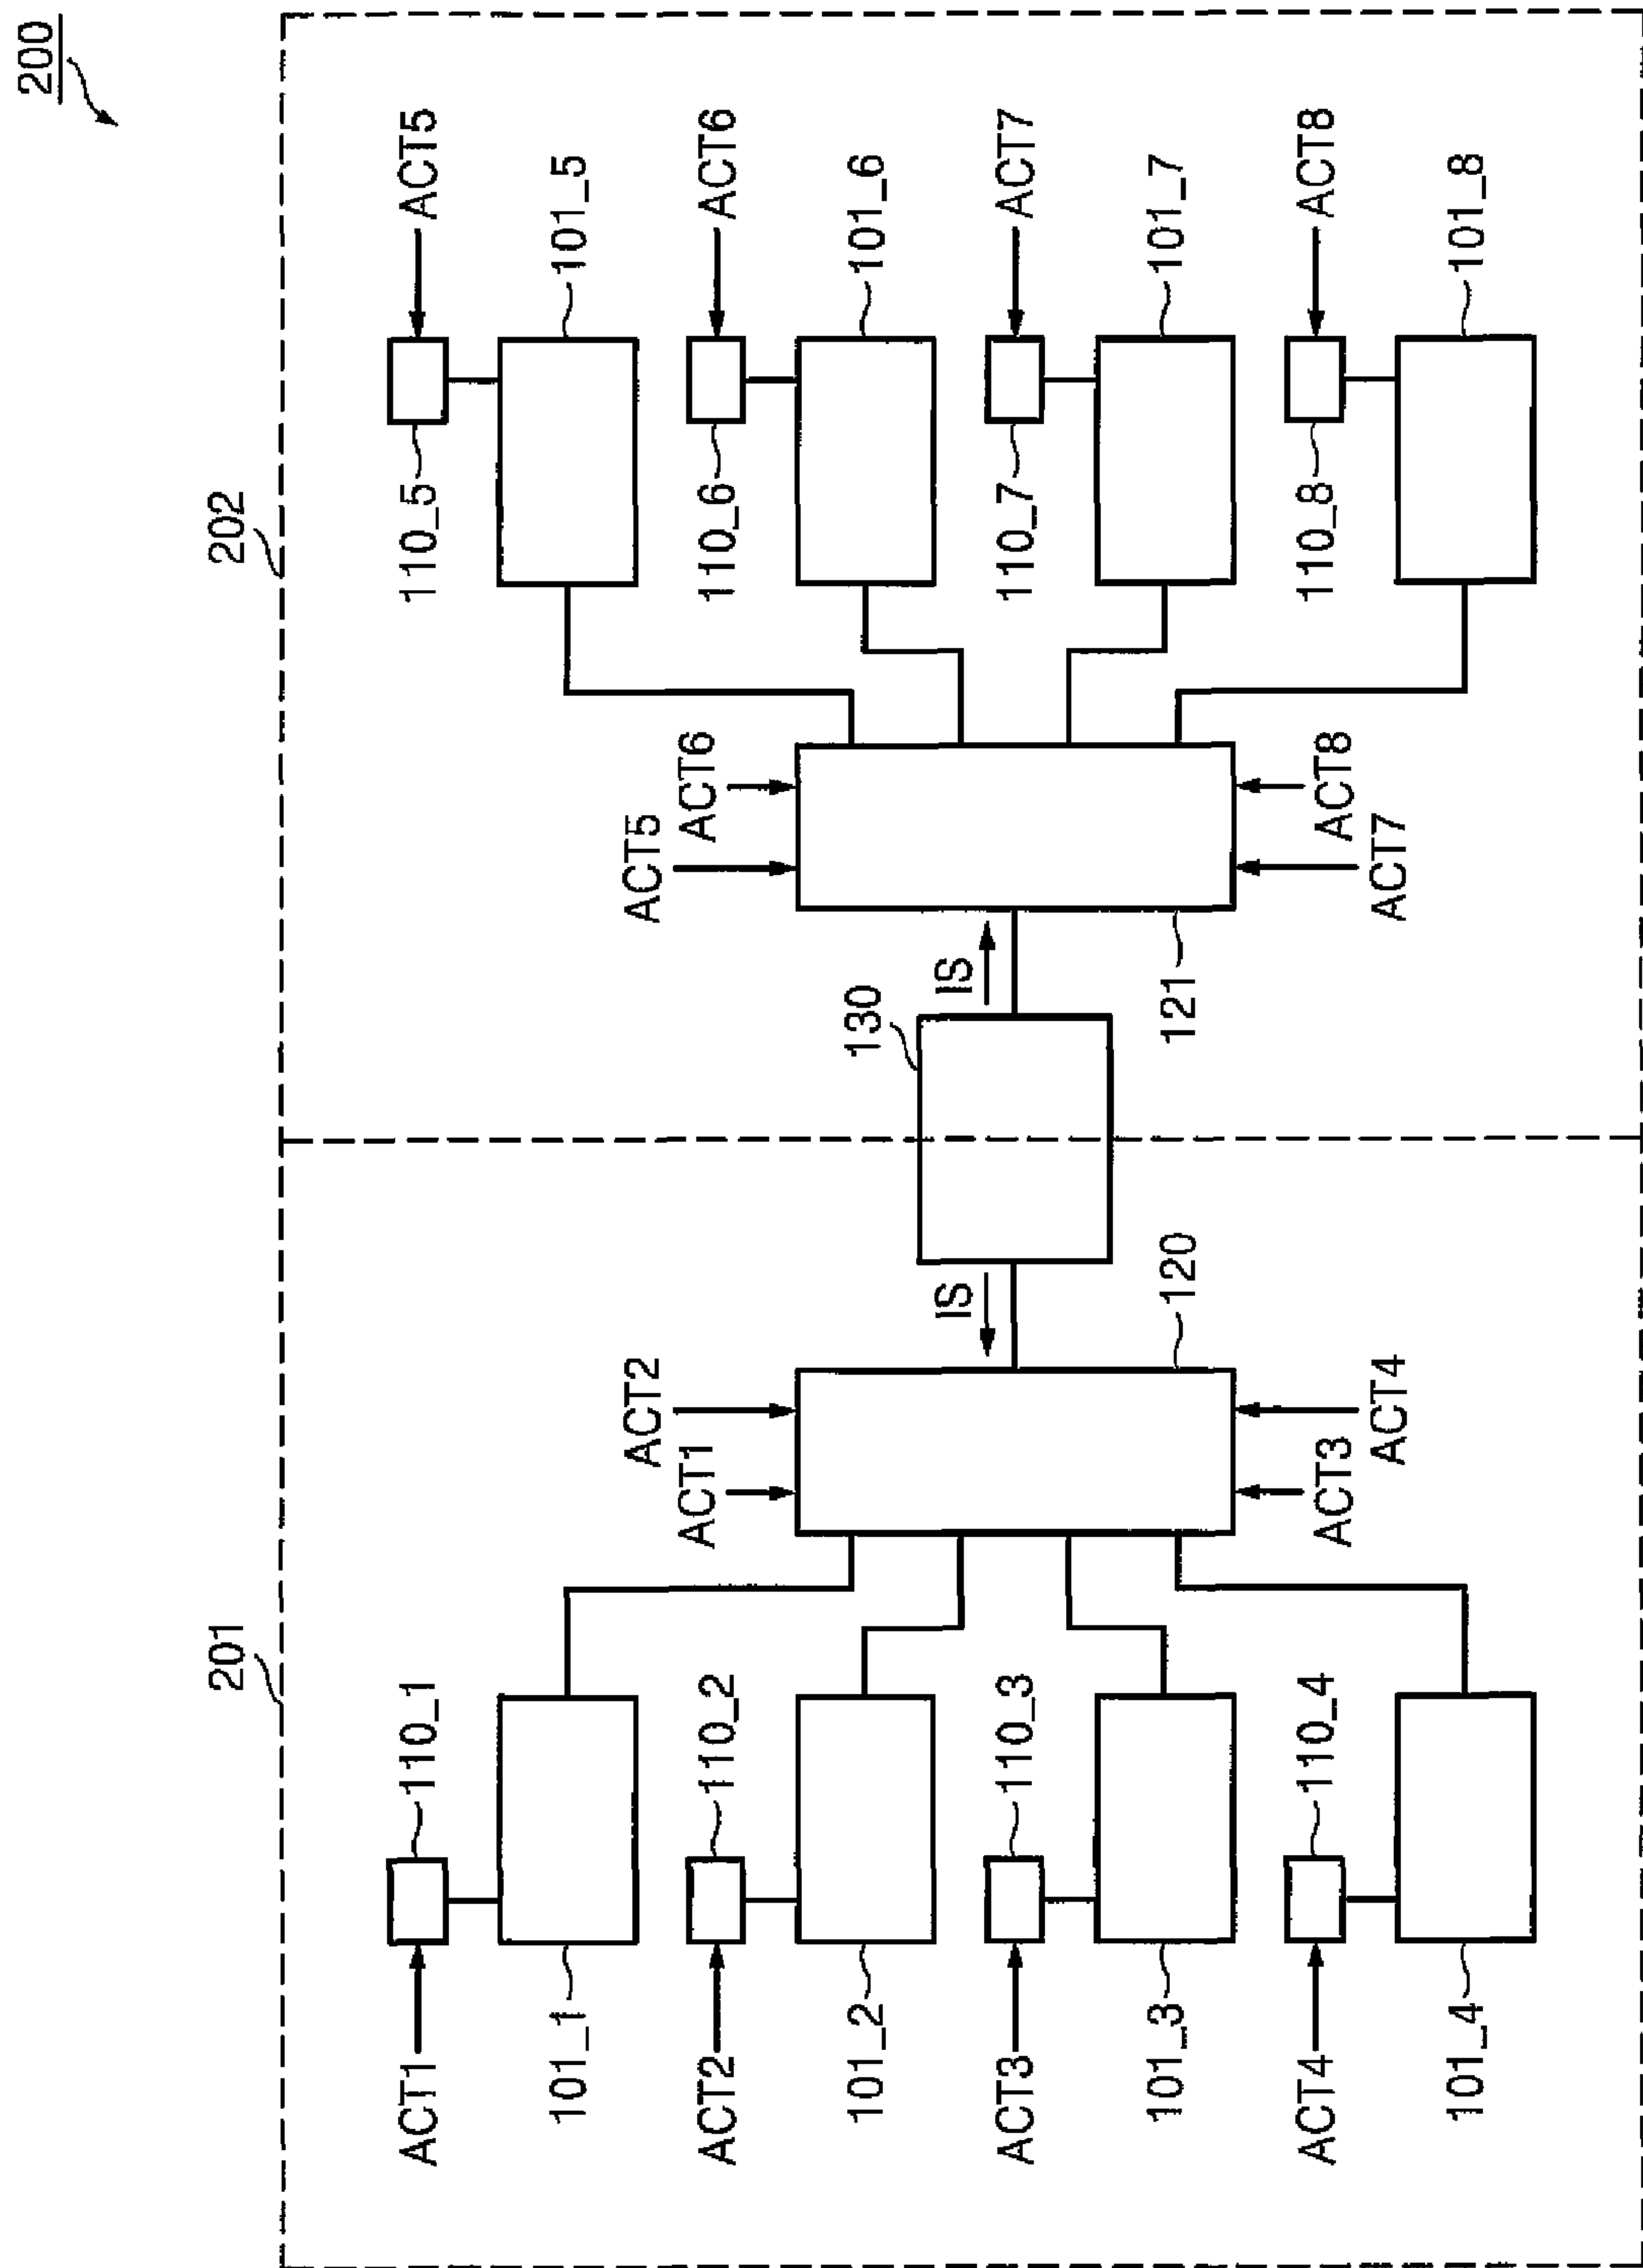 200
201
202
ACT1
110_1
101_1
ACT2
110_2
101_2
ACT3
110_3
101_3
ACT4
110_4
101_4
ACT2
ACT1
ACT3
ACT4
120
IS
130
IS
121
ACT5
ACT6
ACT8
ACT7
110_5
ACT5
101_5
110_6
ACT6
101_6
110_7
ACT7
101_7
110_8
ACT8
101_8